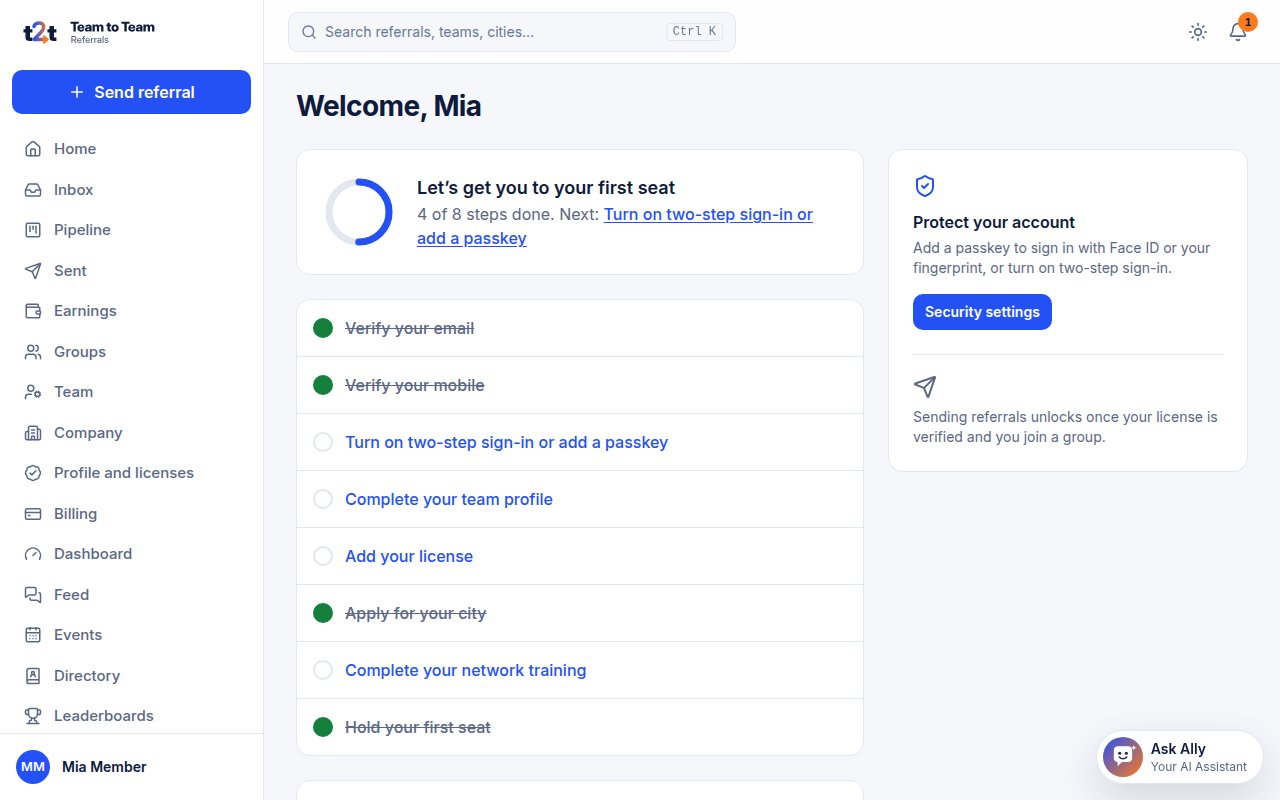 t2t Team to Team
Referrals
Send referral
Home
Inbox
Pipeline
Sent
Earnings
Groups
Team
Company
Profile and licenses
Billing
Dashboard
Feed
Events
Directory
Leaderboards
MM Mia Member
Search referrals, teams, cities... Ctrl K
1
Welcome, Mia
Let’s get you to your first seat
4 of 8 steps done. Next: Turn on two-step sign-in or
add a passkey
Verify your email
Verify your mobile
Turn on two-step sign-in or add a passkey
Complete your team profile
Add your license
Apply for your city
Complete your network training
Hold your first seat
Protect your account
Add a passkey to sign in with Face ID or your
fingerprint, or turn on two-step sign-in.
Security settings
Sending referrals unlocks once your license is
verified and you join a group.
Ask Ally
Your AI Assistant